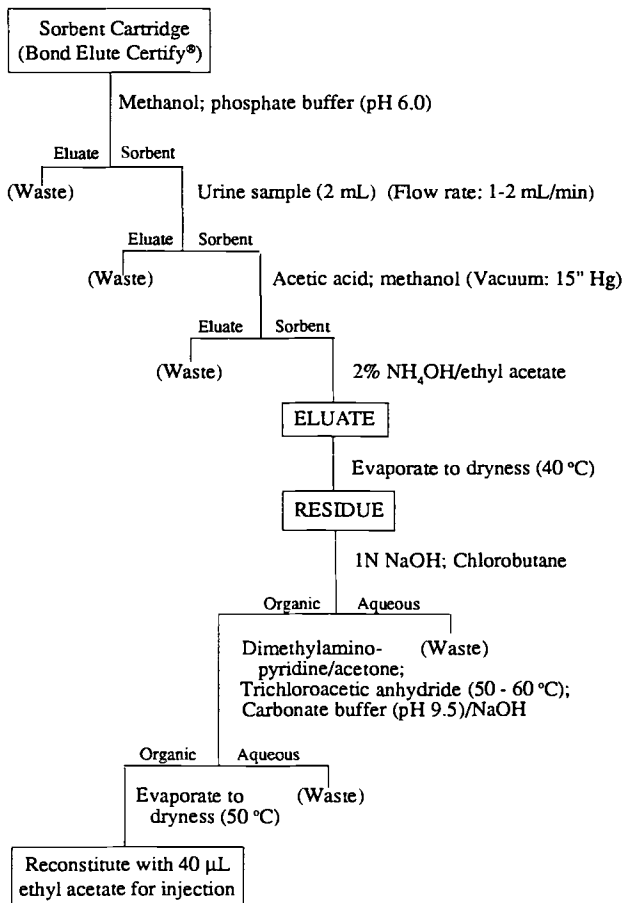 Sorbent Cartridge
(Bond Elute Certify®)
Methanol; phosphate buffer (pH 6.0)
Eluate Sorbent
(Waste)
Urine sample (2 mL) (Flow rate: 1-2 mL/min)
Eluate Sorbent
(Waste)
Acetic acid; methanol (Vacuum: 15" Hg)
Eluate Sorbent
(Waste)
2% NH₄OH/ethyl acetate
ELUATE
Evaporate to dryness (40 °C)
RESIDUE
1N NaOH; Chlorobutane
Organic Aqueous
Dimethylamino-
pyridine/acetone;
(Waste)
Trichloroacetic anhydride (50 - 60 °C);
Carbonate buffer (pH 9.5)/NaOH
Organic Aqueous
Evaporate to
dryness (50 °C)
(Waste)
Reconstitute with 40 μL
ethyl acetate for injection